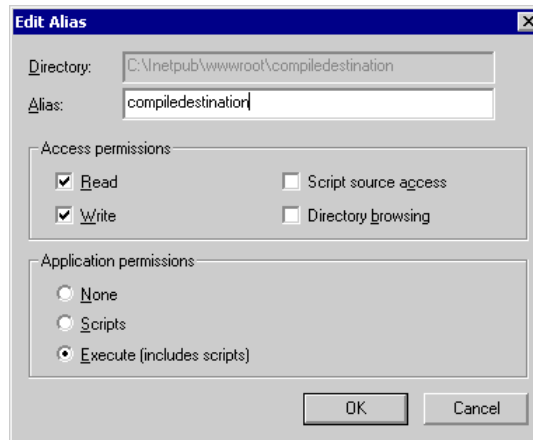 Edit Alias
Directory: C:\Inetpub\wwwroot\compiledestination
Alias: compiledestination
Access permissions
Read Script source access
Write Directory browsing
Application permissions
None
Scripts
Execute (includes scripts)
OK Cancel